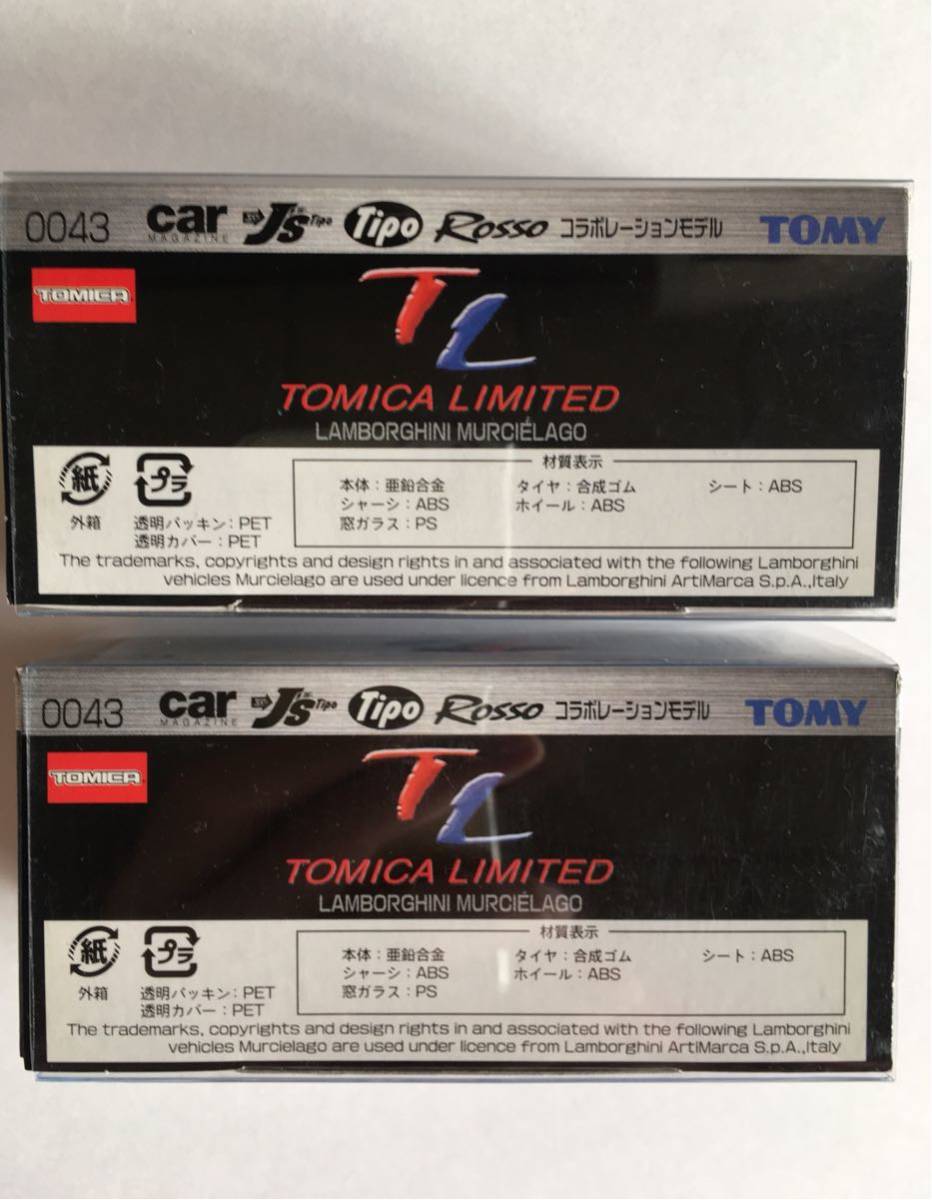 0043 car MAGAZINE J's Tipo Tipo Rosso コラボレーションモデル TOMY
TOMICA
TL
TOMICA LIMITED
LAMBORGHINI MURCIÉLAGO
材質表示
紙 プラ 本体：亜鉛合金 タイヤ：合成ゴム シート：ABS
シャーシ：ABS ホイール：ABS
外箱 透明パッキン：PET 窓ガラス：PS
透明カバー：PET
The trademarks, copyrights and design rights in and associated with the following Lamborghini
vehicles Murcielago are used under licence from Lamborghini ArtiMarca S.p.A.,Italy
0043 car MAGAZINE J's Tipo Tipo Rosso コラボレーションモデル TOMY
TOMICA
TL
TOMICA LIMITED
LAMBORGHINI MURCIÉLAGO
材質表示
紙 プラ 本体：亜鉛合金 タイヤ：合成ゴム シート：ABS
シャーシ：ABS ホイール：ABS
外箱 透明パッキン：PET 窓ガラス：PS
透明カバー：PET
The trademarks, copyrights and design rights in and associated with the following Lamborghini
vehicles Murcielago are used under licence from Lamborghini ArtiMarca S.p.A.,Italy